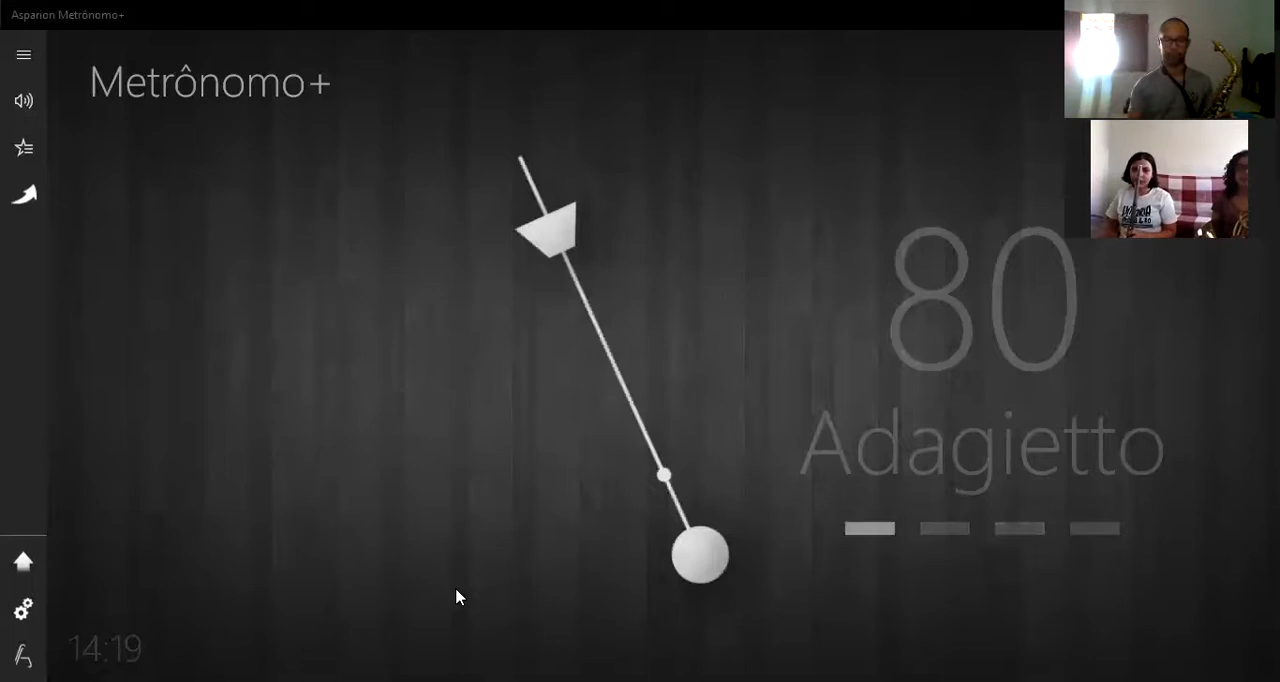 Asparion Metrônomo+
Metrônomo+
80
Adagietto
14:19